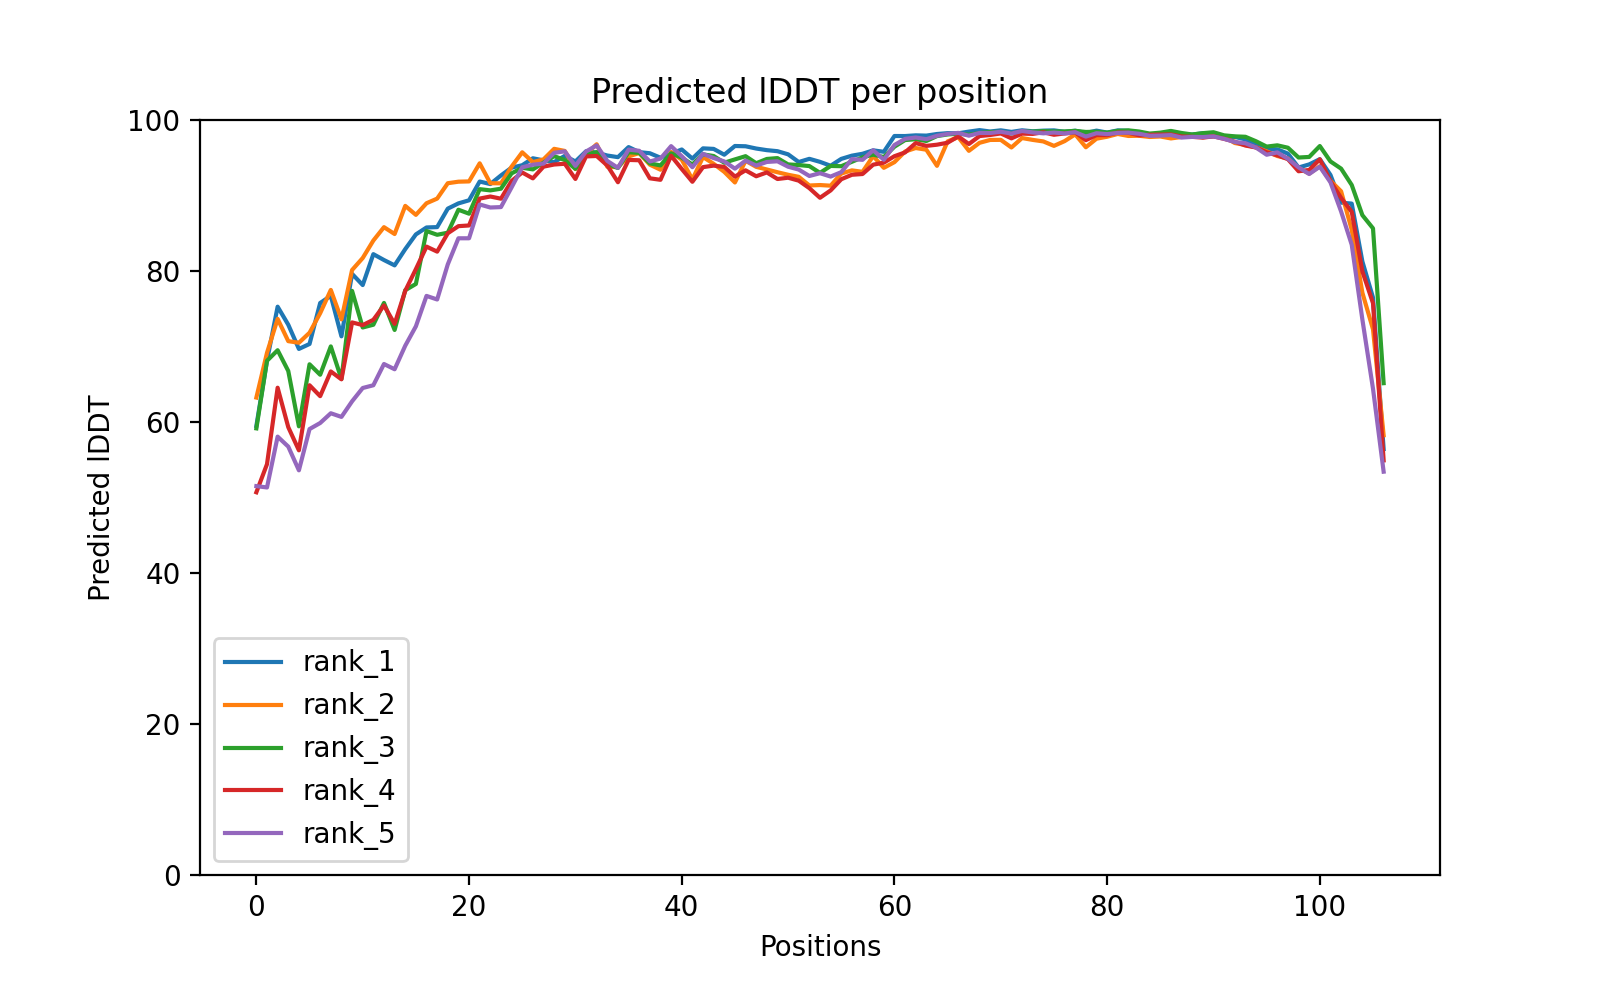 Predicted lDDT per position
100
80
60
40
20
0
Predicted lDDT
rank_1
rank_2
rank_3
rank_4
rank_5
0 20 40 60 80 100
Positions